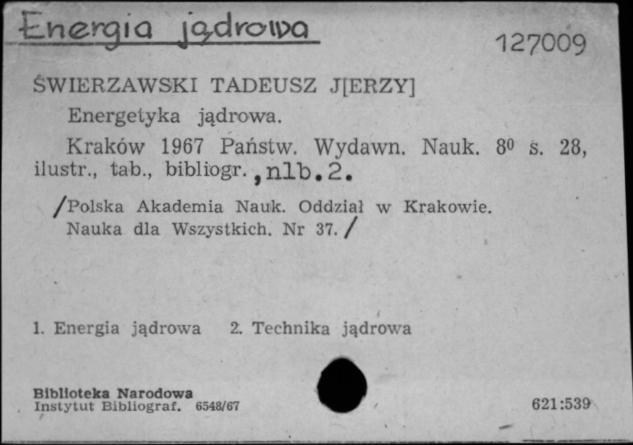 Energia jądrowa
127009
ŚWIERZAWSKI TADEUSZ J[ERZY]
Energetyka jądrowa.
Kraków 1967 Państw. Wydawn. Nauk. 8⁰ s. 28,
ilustr., tab., bibliogr., nlb. 2.
/Polska Akademia Nauk. Oddział w Krakowie.
Nauka dla Wszystkich. Nr 37. /
1. Energia jądrowa 2. Technika jądrowa
Biblioteka Narodowa
Instytut Bibliograf. 6548/67
621:539